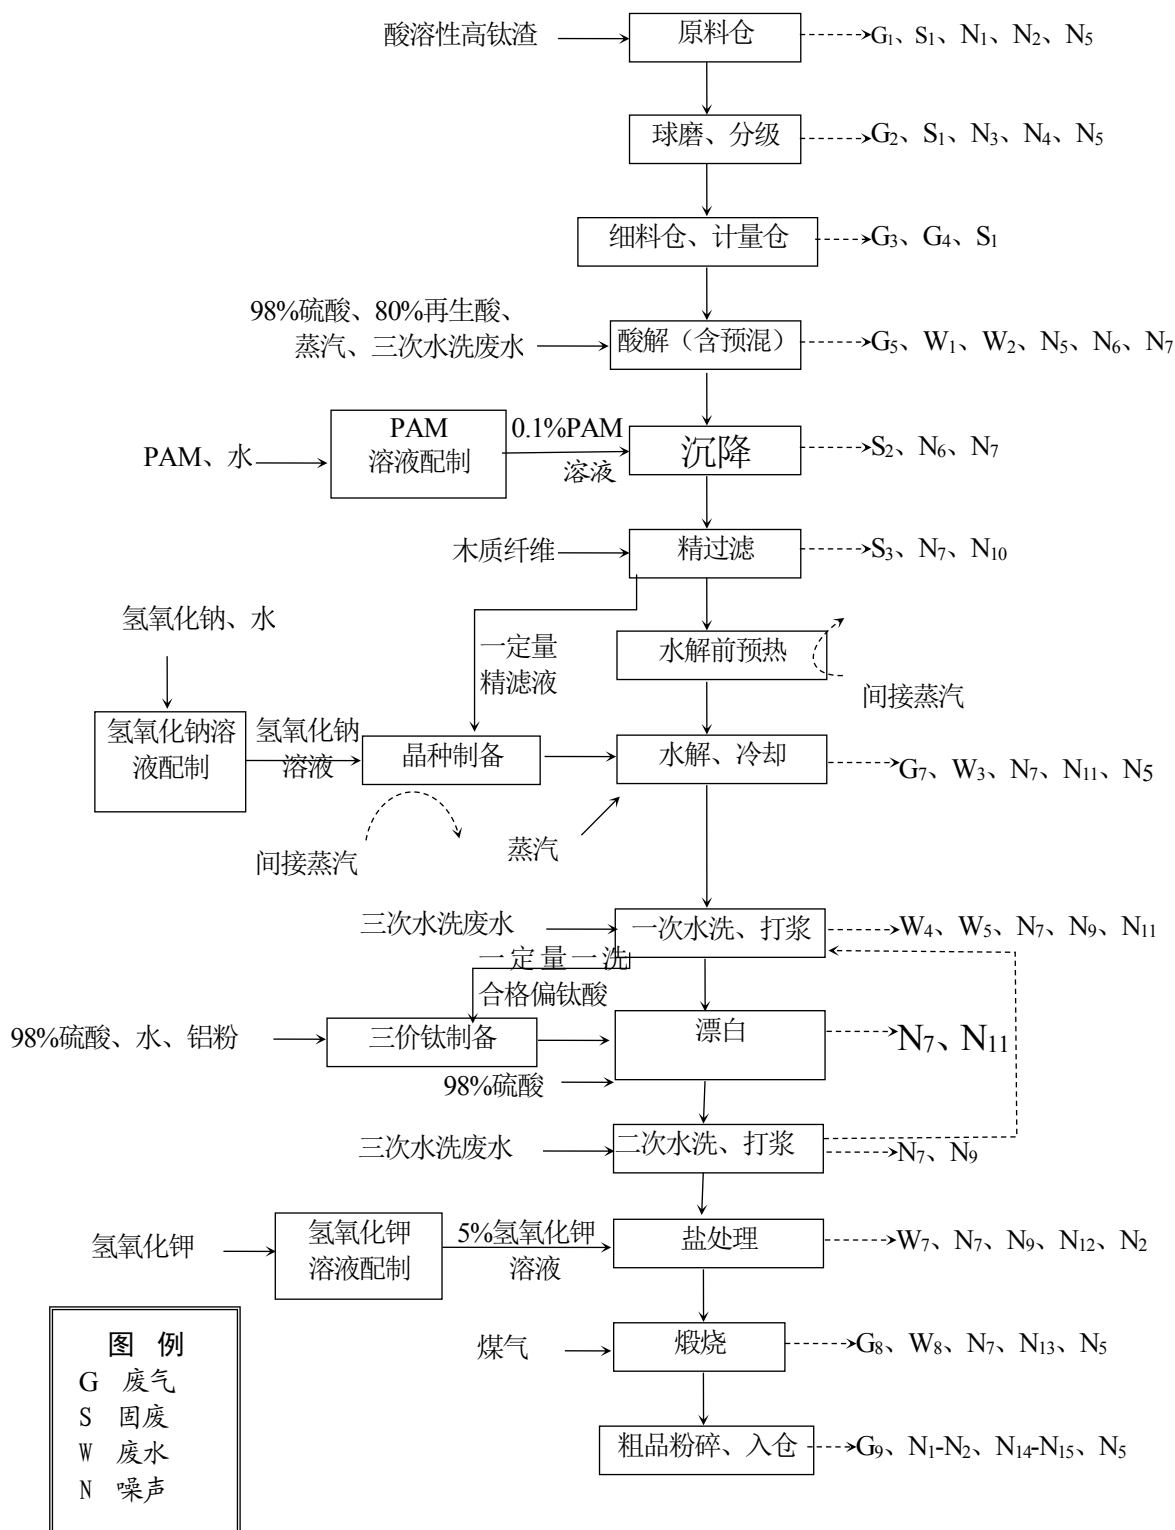 酸溶性高钛渣
原料仓
G1、S1、N1、N2、N5
球磨、分级
G2、S1、N3、N4、N5
细料仓、计量仓
G3、G4、S1
98%硫酸、80%再生酸、
蒸汽、三次水洗废水
酸解（含预混）
G5、W1、W2、N5、N6、N7
PAM、水
PAM
溶液配制
0.1%PAM
溶液
沉降
S2、N6、N7
木质纤维
精过滤
S3、N7、N10
氢氧化钠、水
一定量
精滤液
水解前预热
间接蒸汽
氢氧化钠溶
液配制
氢氧化钠
溶液
晶种制备
水解、冷却
G7、W3、N7、N11、N5
间接蒸汽
蒸汽
三次水洗废水
一次水洗、打浆
W4、W5、N7、N9、N11
一定量一洗
合格偏钛酸
98%硫酸、水、铝粉
三价钛制备
漂白
N7、N11
98%硫酸
三次水洗废水
二次水洗、打浆
N7、N9
氢氧化钾
氢氧化钾
溶液配制
5%氢氧化钾
溶液
盐处理
W7、N7、N9、N12、N2
煤气
煅烧
G8、W8、N7、N13、N5
粗品粉碎、入仓
G9、N1-N2、N14-N15、N5
图 例
G 废气
S 固废
W 废水
N 噪声